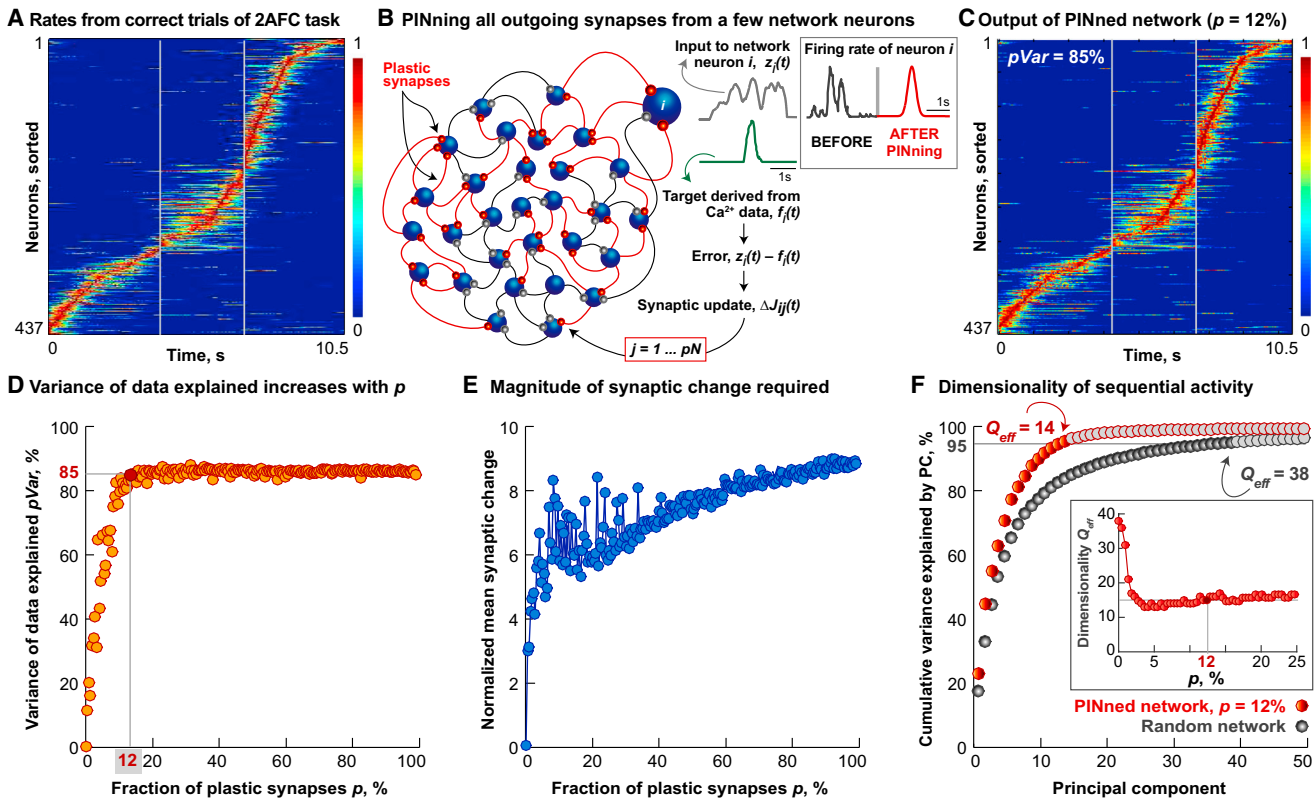 A Rates from correct trials of 2AFC task
1
Neurons, sorted
437
0
Time, s
10.5
1
0
B PINning all outgoing synapses from a few network neurons
Plastic
synapses
i
Input to network
neuron i, zi(t)
1s
Target derived from
Ca2+ data, fi(t)
Error, zi(t) – fi(t)
Synaptic update, ΔJij(t)
j = 1 ... pN
Firing rate of neuron i
1s
BEFORE
AFTER
PINning
C Output of PINned network (p = 12%)
1
pVar = 85%
Neurons, sorted
437
0
Time, s
10.5
1
0
D Variance of data explained increases with p
Variance of data explained pVar, %
100
85
80
60
40
20
0
0
12
20
40
60
80
100
Fraction of plastic synapses p, %
E Magnitude of synaptic change required
Normalized mean synaptic change
10
9
8
7
6
5
4
3
2
1
0
0
20
40
60
80
100
Fraction of plastic synapses p, %
F Dimensionality of sequential activity
Cumulative variance explained by PC, %
100
95
80
60
40
20
0
Qeff = 14
Qeff = 38
Dimensionality Qeff
40
30
20
15
10
0
0
5
12
20
25
p, %
PINned network, p = 12%
Random network
0
10
20
30
40
50
Principal component